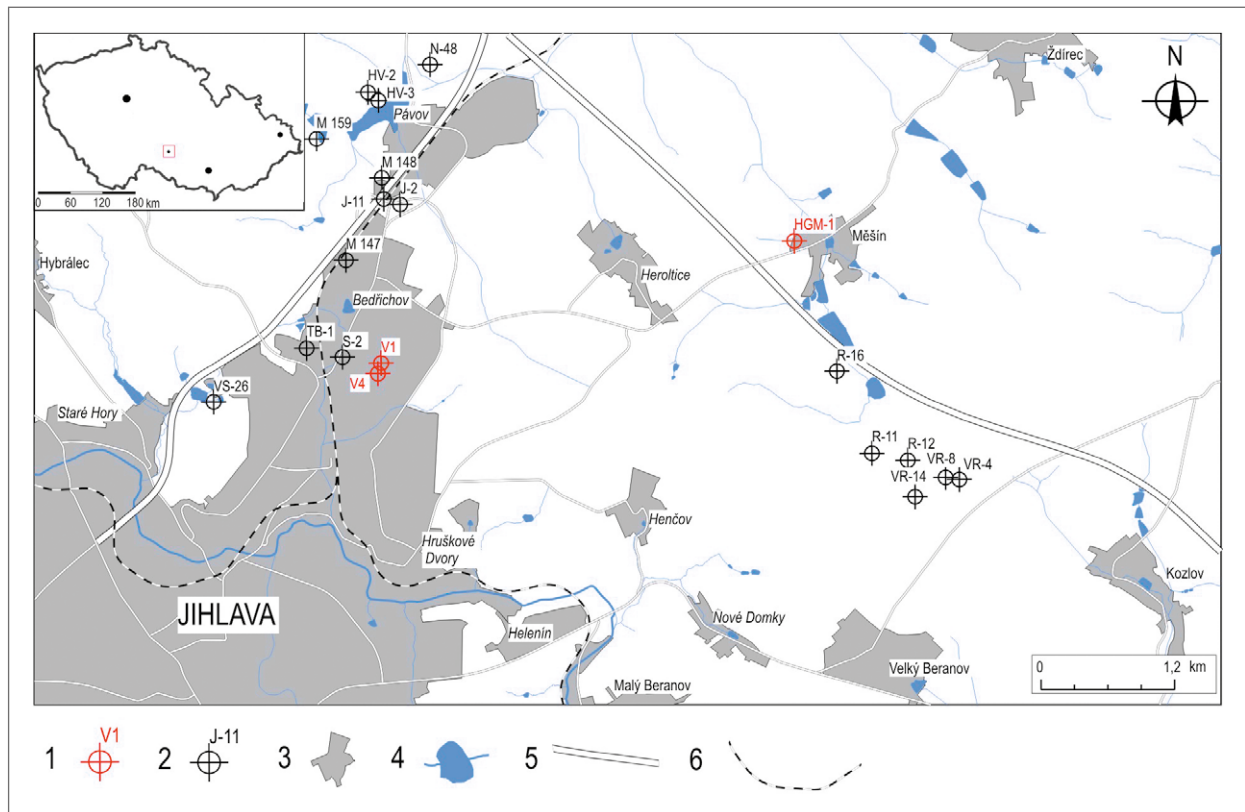 N-48
Ždírec
N
HV-2
HV-3
Pávov
M 159
M 148
J-11
J-2
0 60 120 180 km
HGM-1
Měšín
M 147
Hybrálec
Heroltice
Bedřichov
TB-1
S-2
V1
V4
R-16
VS-26
Staré Hory
R-11
R-12
VR-8
VR-4
VR-14
Henčov
Hruškové
Dvory
Kozlov
JIHLAVA
Nové Domky
Helenín
Velký Beranov
0 1,2 km
Malý Beranov
1 V1 2 J-11 3 4 5 6